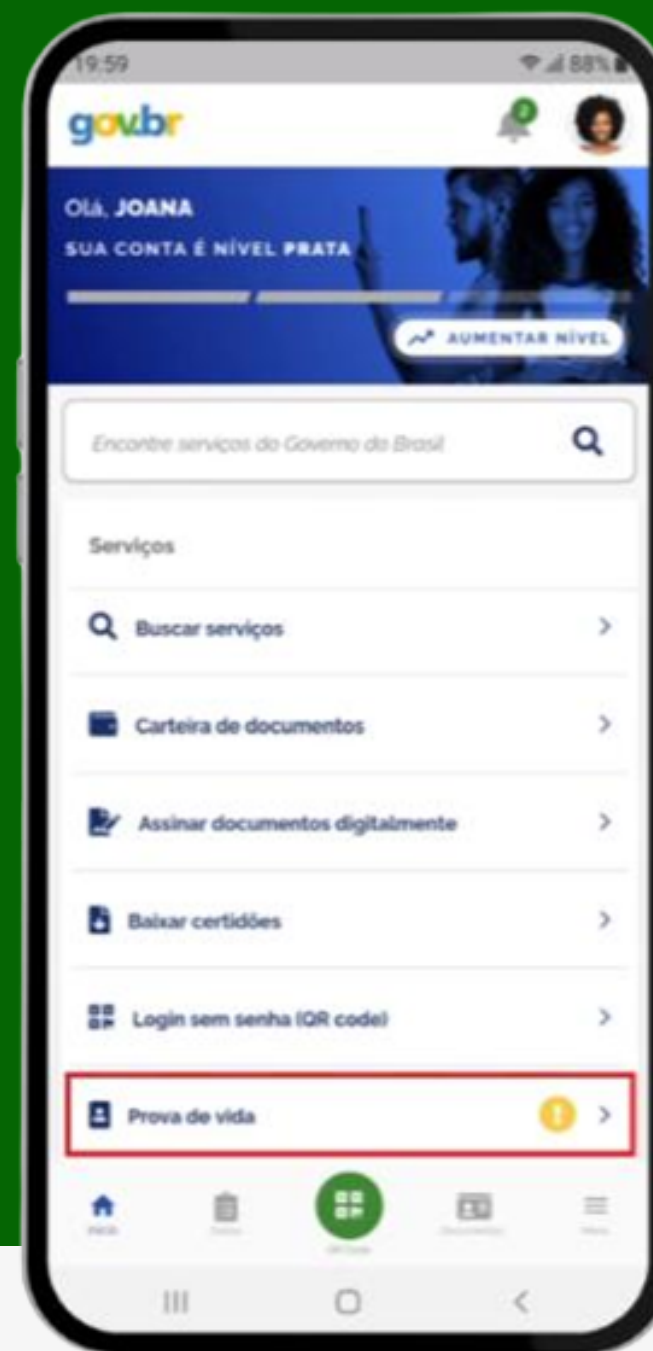 19:59
88%
gov.br
2
Olá, JOANA
SUA CONTA É NÍVEL PRATA
AUMENTAR NÍVEL
Encontre serviços do Governo do Brasil
Serviços
Buscar serviços
Carteira de documentos
Assinar documentos digitalmente
Baixar certidões
Login sem senha (QR code)
Prova de vida
!